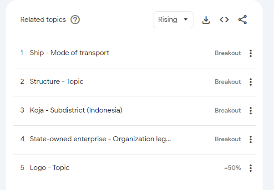 Related topics
Rising
1 Ship - Mode of transport Breakout
2 Structure - Topic Breakout
3 Koja - Subdistrict (Indonesia) Breakout
4 State-owned enterprise - Organization leg... Breakout
5 Logo - Topic +50%